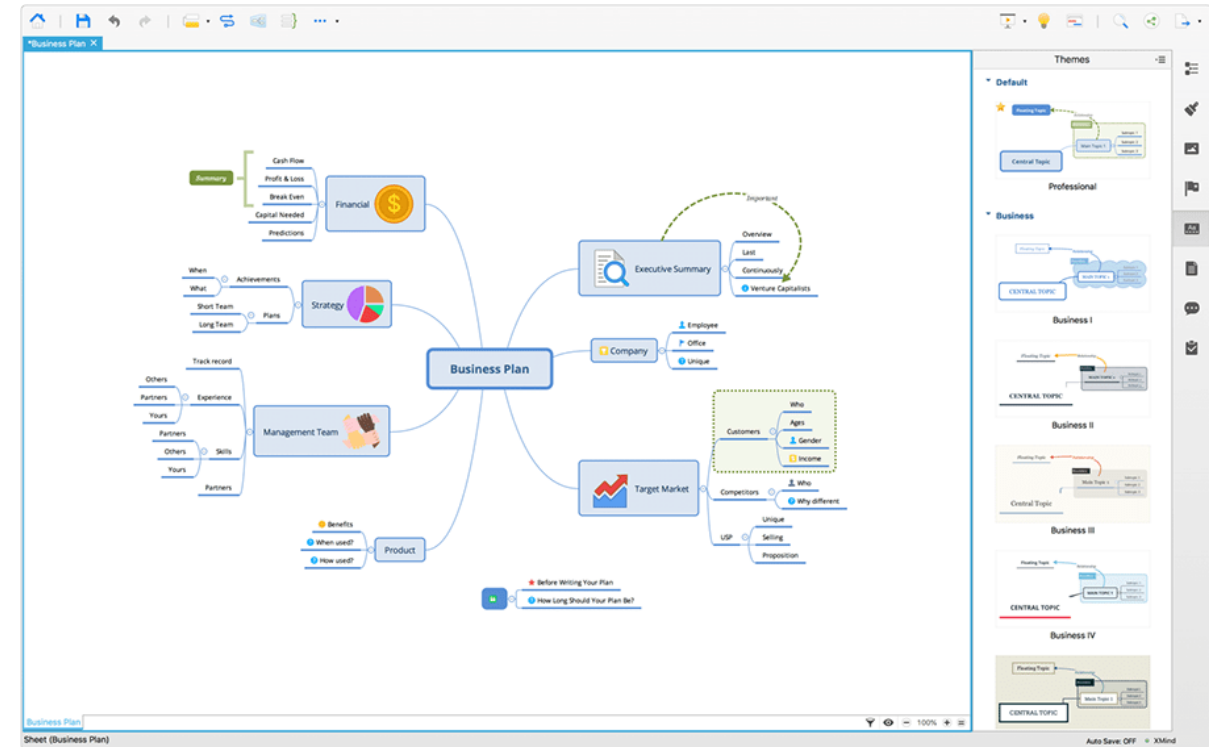 *Business Plan
Themes
Default
Central Topic
Professional
Business
CENTRAL TOPIC
Business I
CENTRAL TOPIC
Business II
Central Topic
Business III
CENTRAL TOPIC
Business IV
Floating Topic
Main Topic 1
CENTRAL TOPIC
Summary
Cash Flow
Profit & Loss
Break Even
Capital Needed
Predictions
Financial
$
When
What
Achievements
Short Team
Long Team
Plans
Strategy
Track record
Others
Partners
Yours
Experience
Partners
Others
Yours
Skills
Partners
Management Team
Benefits
When used?
How used?
Product
Business Plan
Important
Executive Summary
Overview
Last
Continuously
Venture Capitalists
Company
Employee
Office
Unique
Target Market
Customers
Who
Ages
Gender
Income
Competitors
Who
Why different
USP
Unique
Selling
Proposition
Before Writing Your Plan
How Long Should Your Plan Be?
Business Plan
100%
Sheet (Business Plan)
Auto Save: OFF
XMind